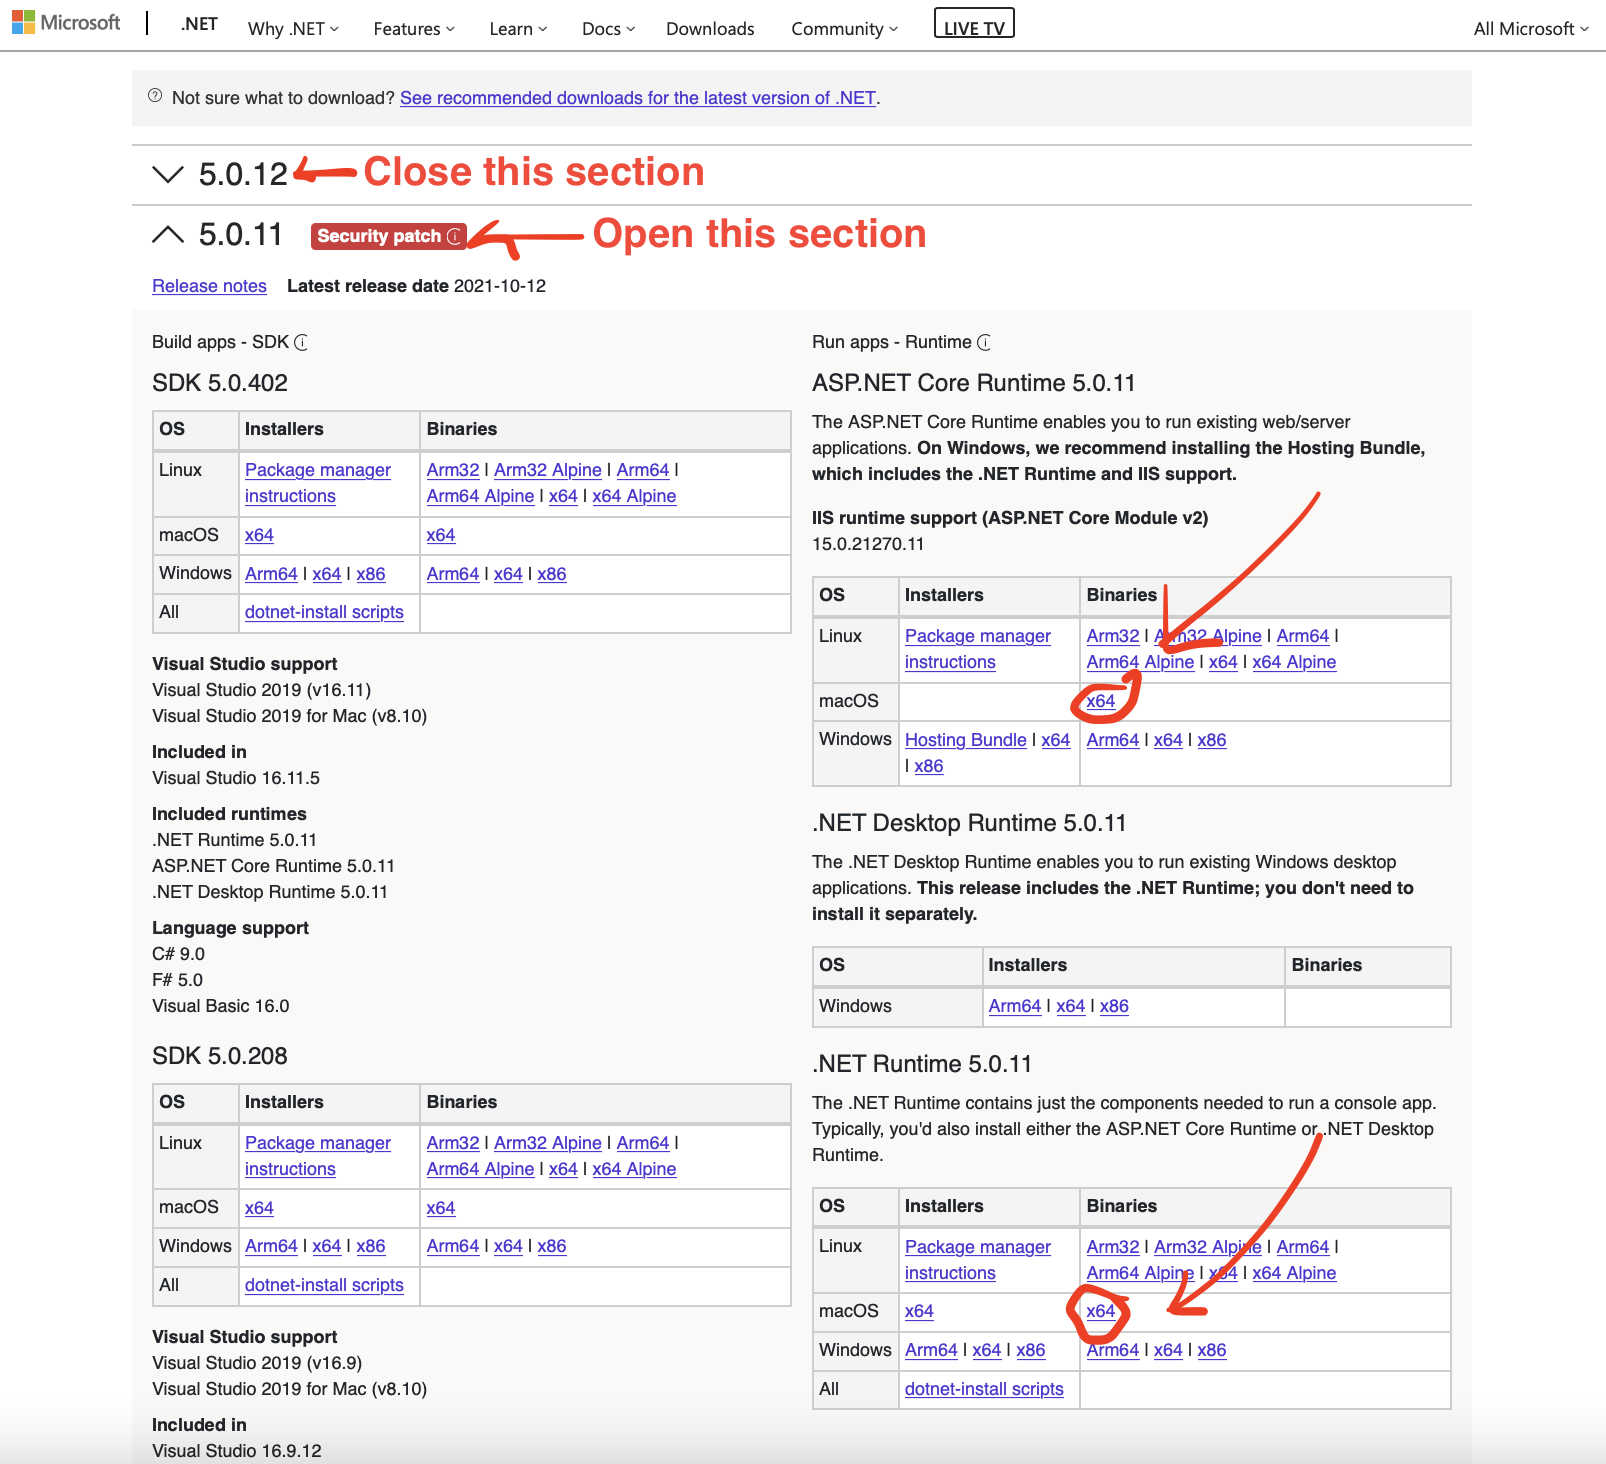 Microsoft
.NET Why .NET Features Learn Docs Downloads Community LIVE TV All Microsoft
Not sure what to download? See recommended downloads for the latest version of .NET.
5.0.12 Close this section
5.0.11 Security patch Open this section
Release notes Latest release date 2021-10-12
Build apps - SDK
SDK 5.0.402
OS Installers Binaries
Linux Package manager instructions Arm32 | Arm32 Alpine | Arm64 |
Arm64 Alpine | x64 | x64 Alpine
macOS x64 x64
Windows Arm64 | x64 | x86 Arm64 | x64 | x86
All dotnet-install scripts
Visual Studio support
Visual Studio 2019 (v16.11)
Visual Studio 2019 for Mac (v8.10)
Included in
Visual Studio 16.11.5
Included runtimes
.NET Runtime 5.0.11
ASP.NET Core Runtime 5.0.11
.NET Desktop Runtime 5.0.11
Language support
C# 9.0
F# 5.0
Visual Basic 16.0
SDK 5.0.208
OS Installers Binaries
Linux Package manager instructions Arm32 | Arm32 Alpine | Arm64 |
Arm64 Alpine | x64 | x64 Alpine
macOS x64 x64
Windows Arm64 | x64 | x86 Arm64 | x64 | x86
All dotnet-install scripts
Visual Studio support
Visual Studio 2019 (v16.9)
Visual Studio 2019 for Mac (v8.10)
Included in
Visual Studio 16.9.12
Run apps - Runtime
ASP.NET Core Runtime 5.0.11
The ASP.NET Core Runtime enables you to run existing web/server
applications. On Windows, we recommend installing the Hosting Bundle,
which includes the .NET Runtime and IIS support.
IIS runtime support (ASP.NET Core Module v2)
15.0.21270.11
OS Installers Binaries
Linux Package manager instructions Arm32 | Arm32 Alpine | Arm64 |
Arm64 Alpine | x64 | x64 Alpine
macOS x64
Windows Hosting Bundle | x64 Arm64 | x64 | x86
| x86
.NET Desktop Runtime 5.0.11
The .NET Desktop Runtime enables you to run existing Windows desktop
applications. This release includes the .NET Runtime; you don't need to
install it separately.
OS Installers Binaries
Windows Arm64 | x64 | x86
.NET Runtime 5.0.11
The .NET Runtime contains just the components needed to run a console app.
Typically, you'd also install either the ASP.NET Core Runtime or .NET Desktop
Runtime.
OS Installers Binaries
Linux Package manager instructions Arm32 | Arm32 Alpine | Arm64 |
Arm64 Alpine | x64 | x64 Alpine
macOS x64 x64
Windows Arm64 | x64 | x86 Arm64 | x64 | x86
All dotnet-install scripts